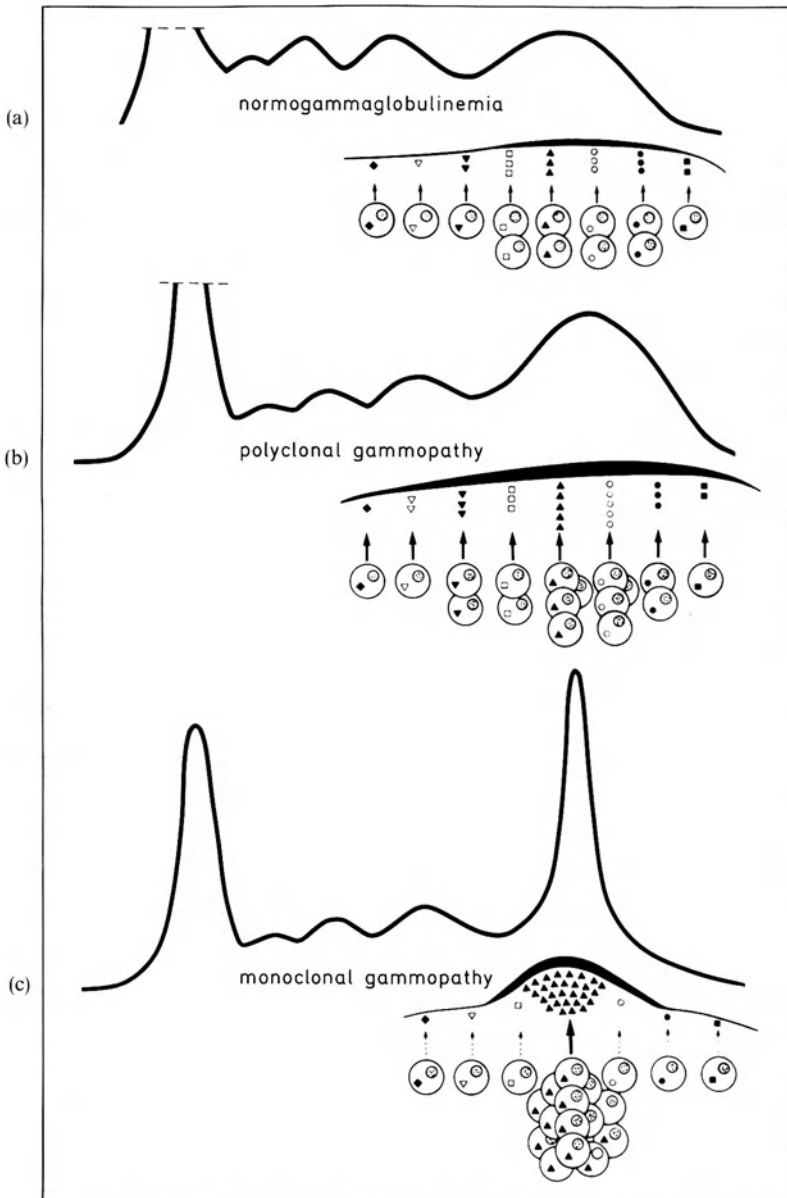 (a)
normogammaglobulinemia
(b)
polyclonal gammopathy
(c)
monoclonal gammopathy